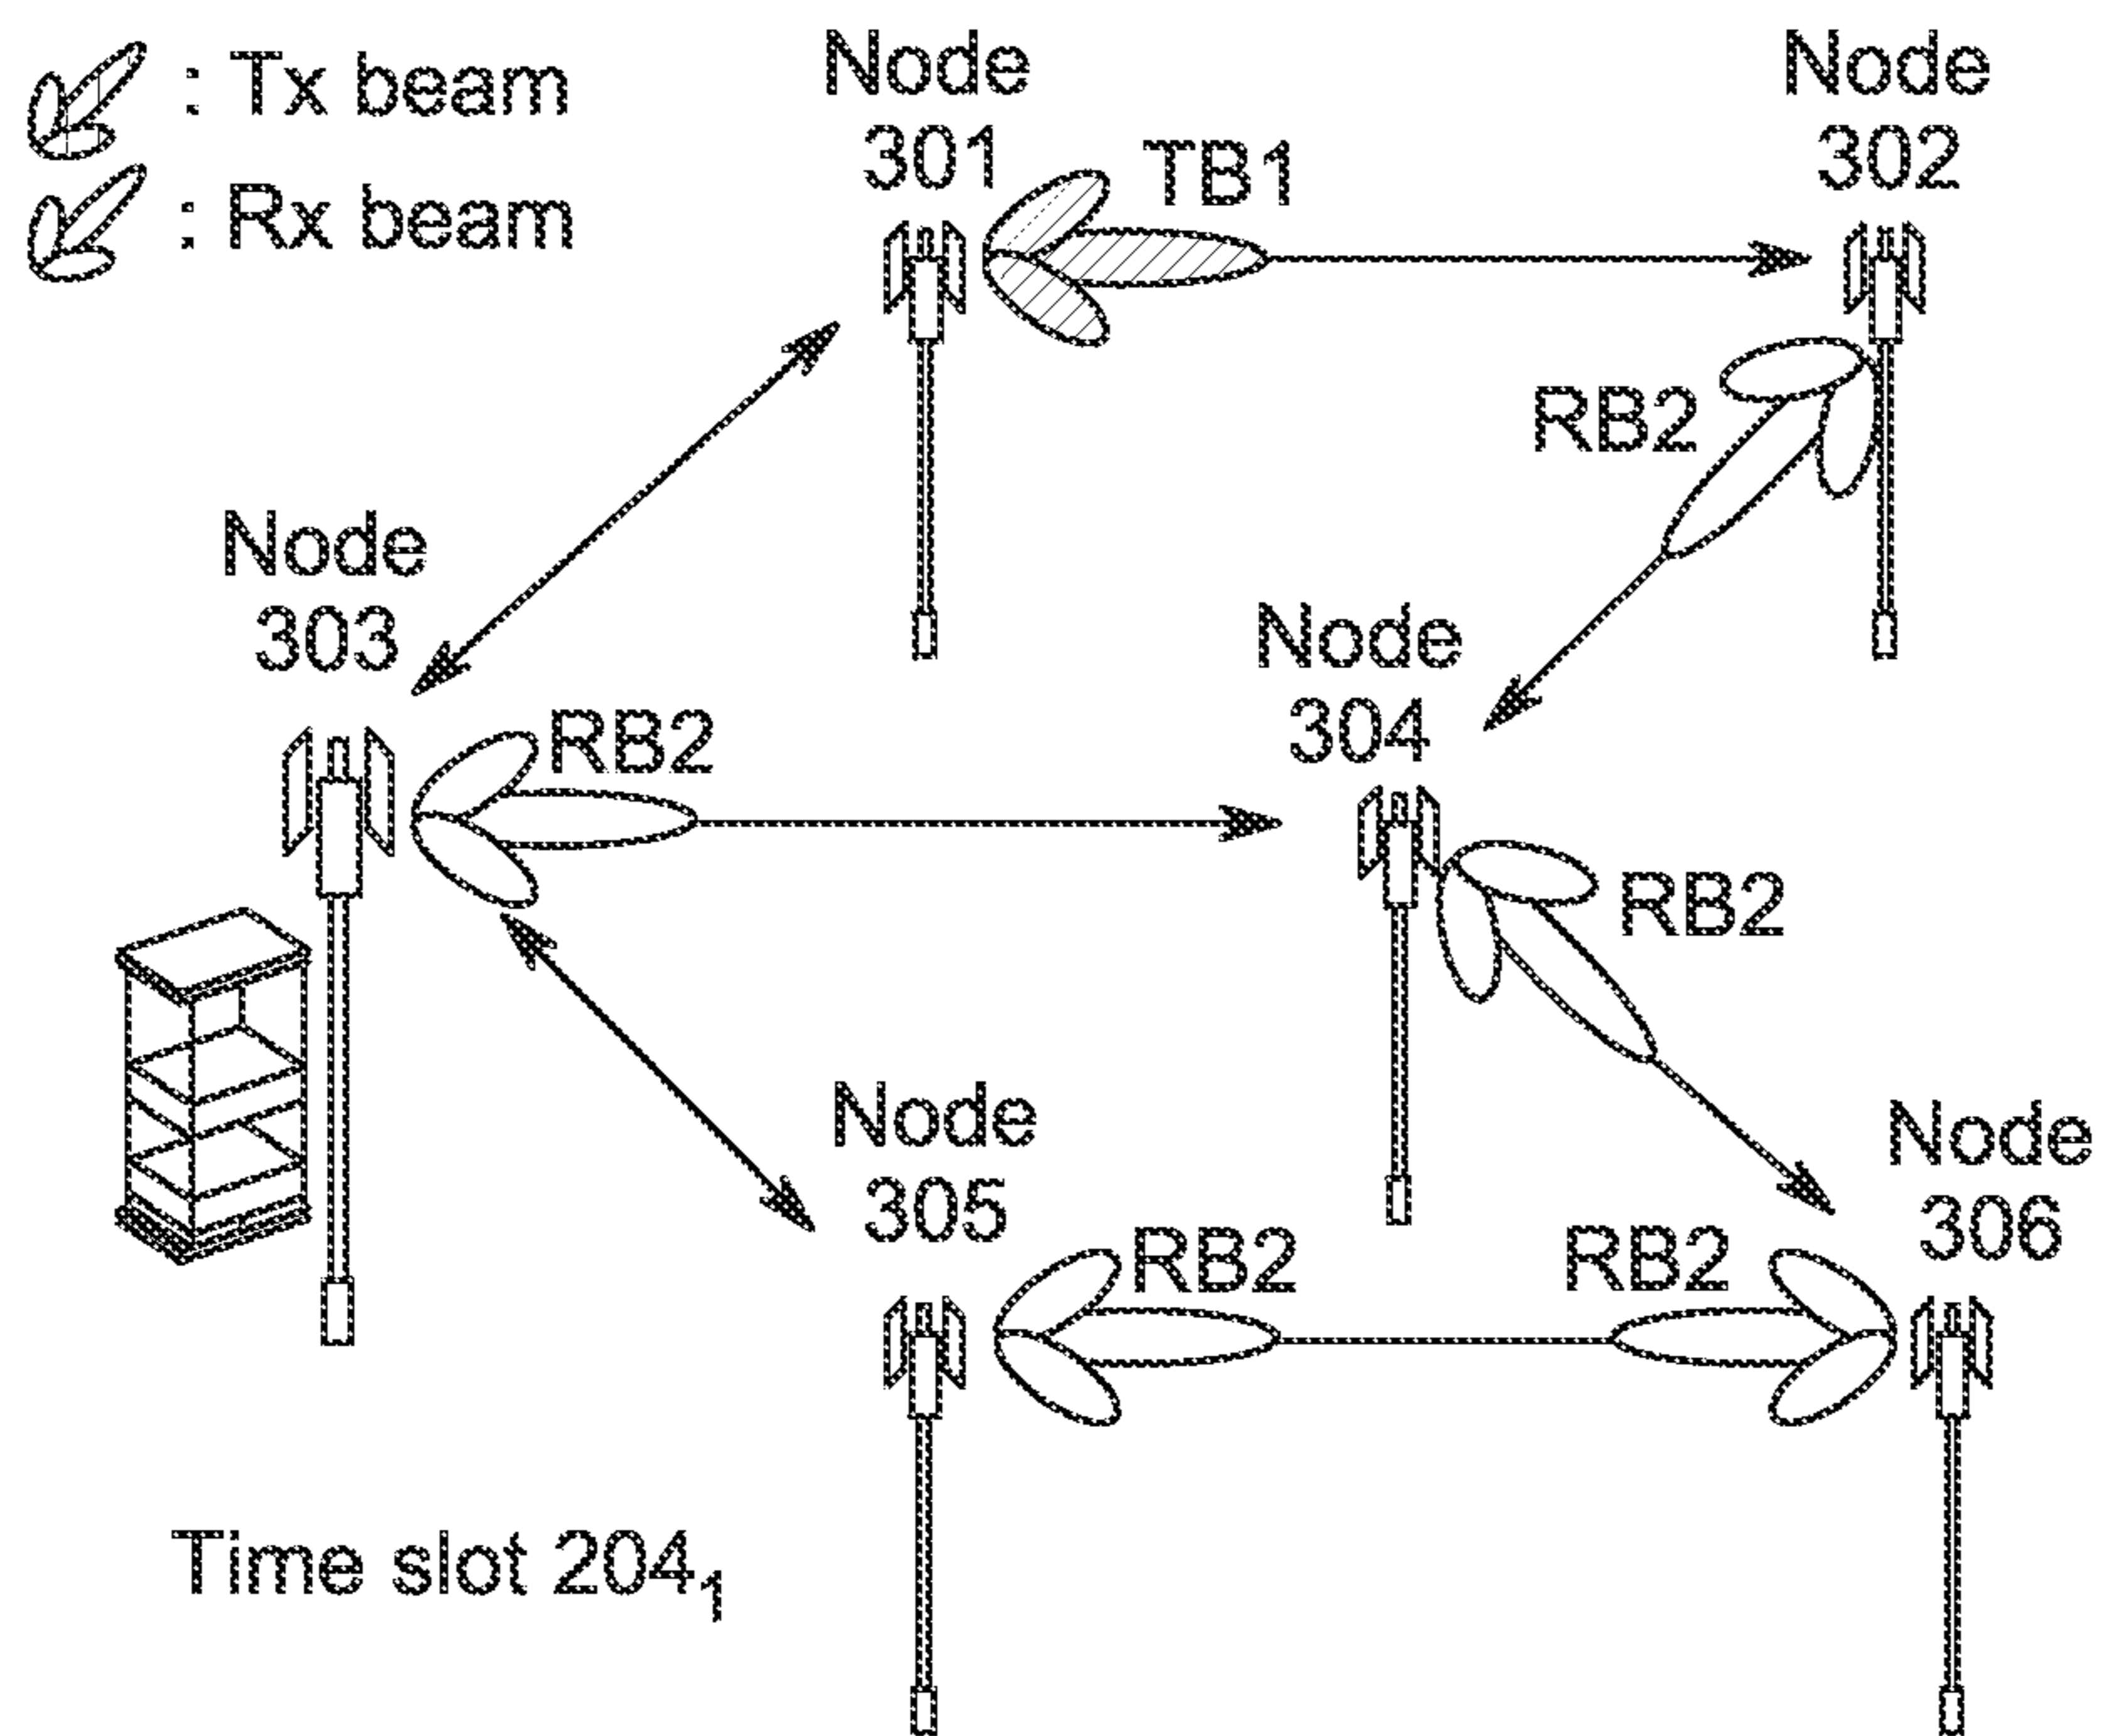 : Tx beam
: Rx beam
Node
301
TB1
Node
302
RB2
Node
303
RB2
Node
304
RB2
Node
305
RB2
RB2
Node
306
Time slot 204₁